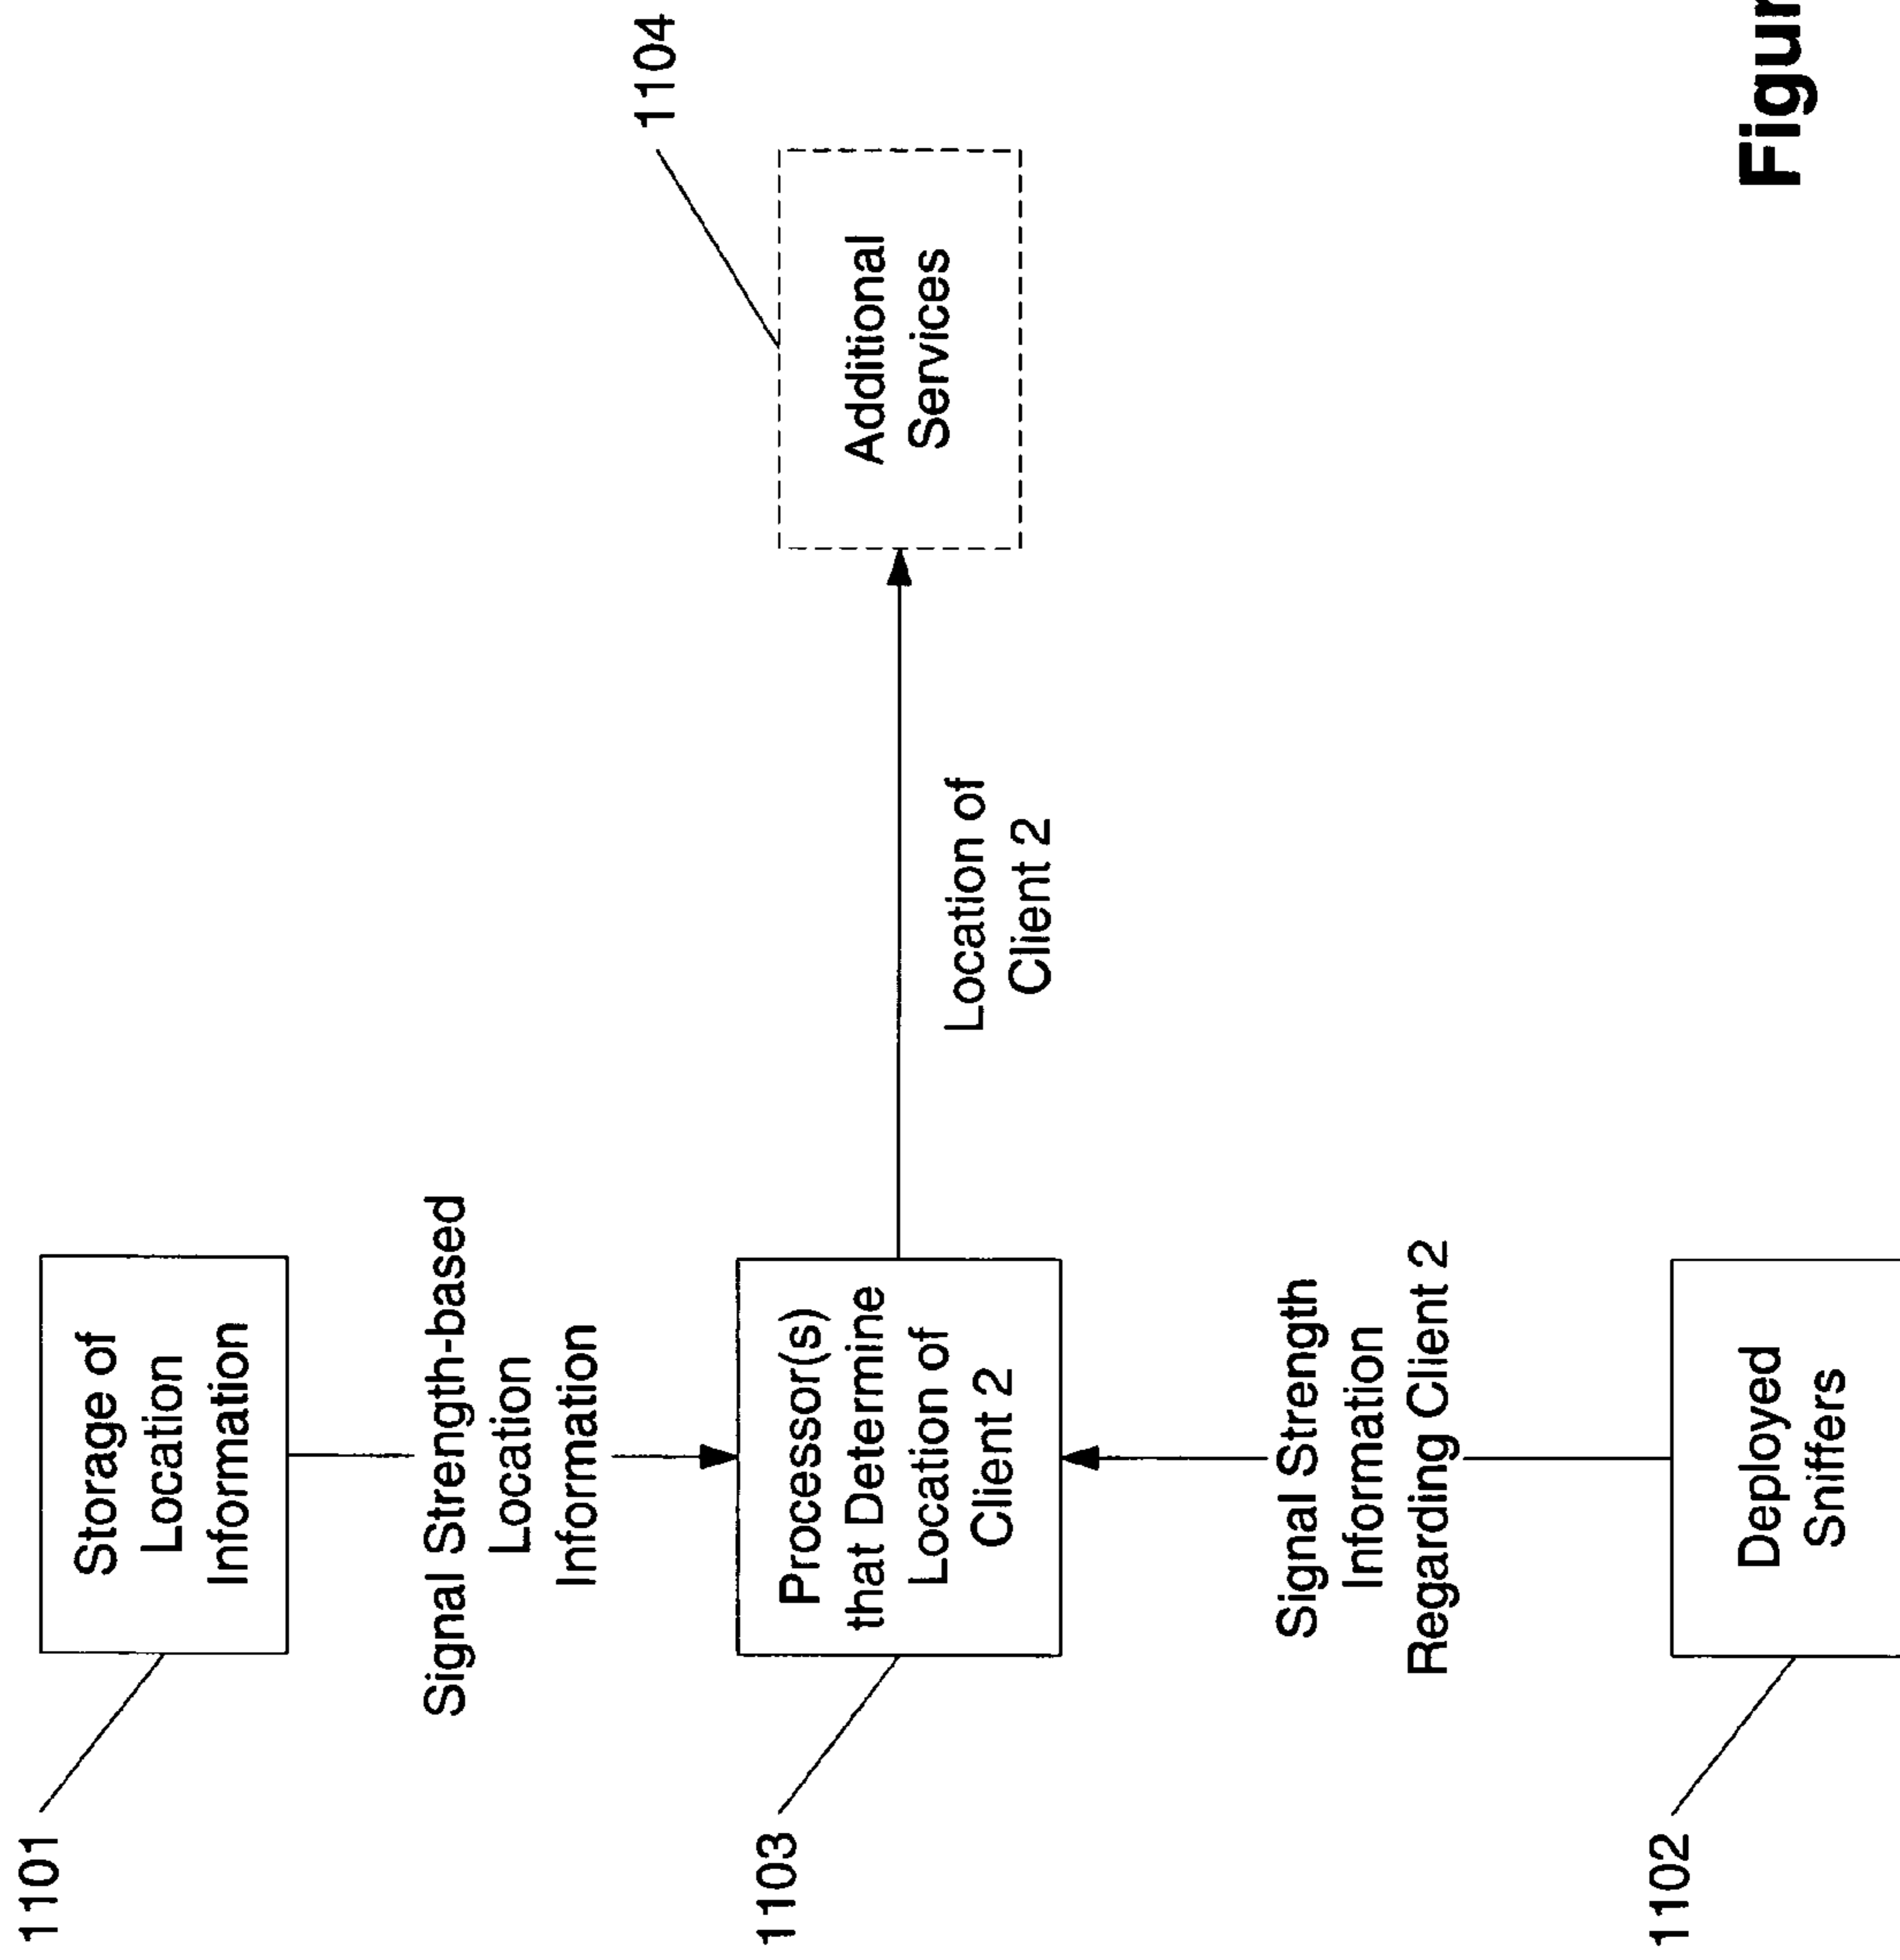 1101
Storage of
Location
Information
Signal Strength-based
Location
Information
1103
Processor(s)
that Determine
Location of
Client 2
Location of
Client 2
1104
Additional
Services
Signal Strength
Information
Regarding Client 2
1102
Deployed
Sniffers